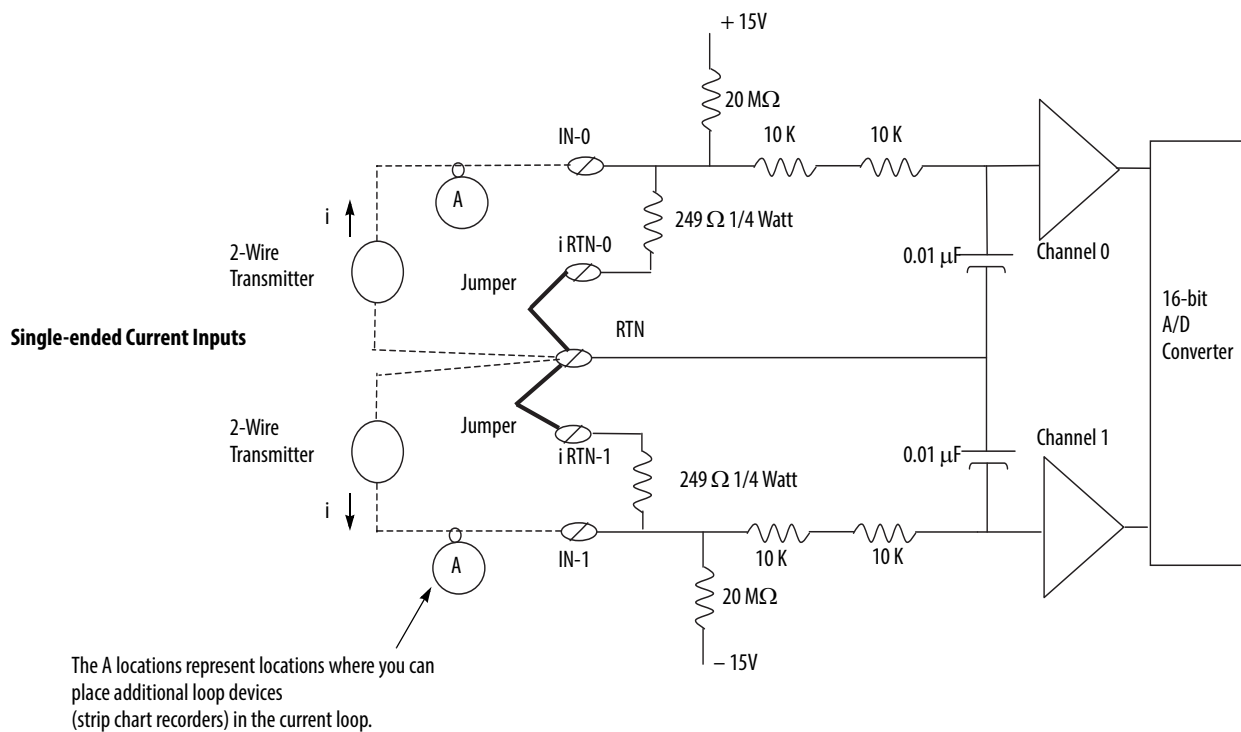 + 15V
20 MΩ
10 K
10 K
IN-0
A
i
249 Ω 1/4 Watt
i RTN-0
2-Wire
Transmitter
Jumper
0.01 μF
Channel 0
16-bit
A/D
Converter
Single-ended Current Inputs
RTN
2-Wire
Transmitter
Jumper
i RTN-1
0.01 μF
Channel 1
249 Ω 1/4 Watt
i
A
IN-1
10 K
10 K
20 MΩ
– 15V
The A locations represent locations where you can
place additional loop devices
(strip chart recorders) in the current loop.